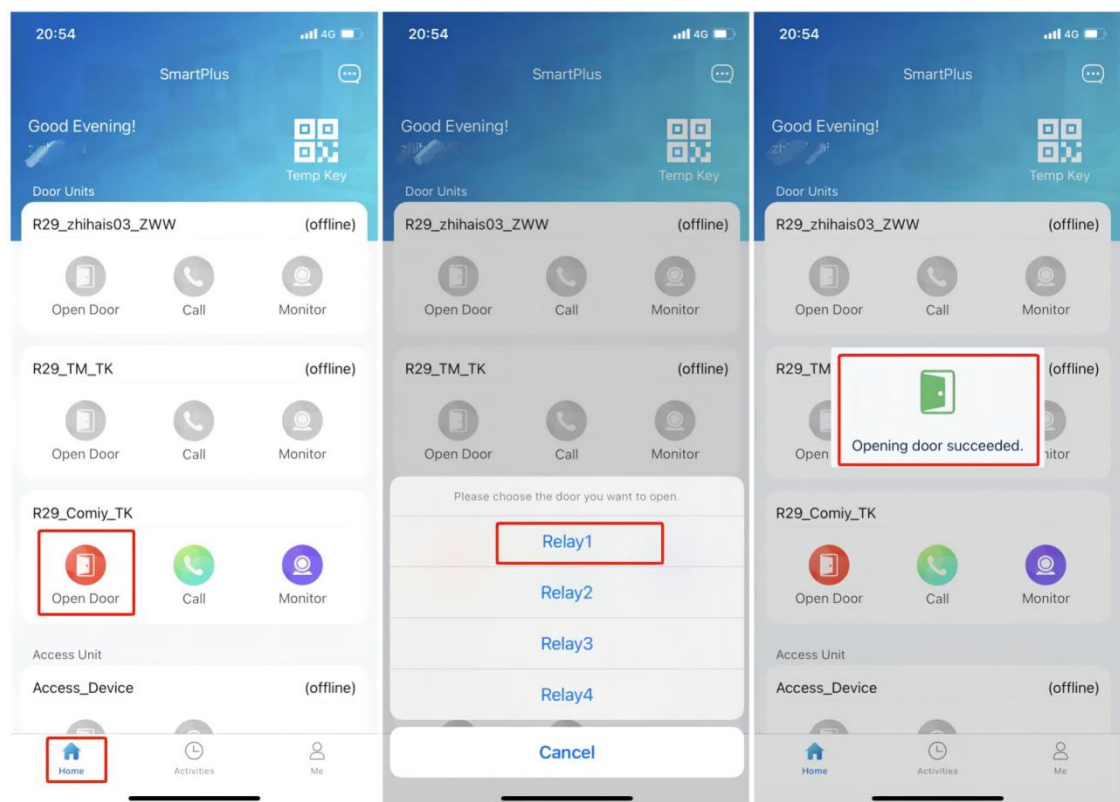 20:54
4G
SmartPlus
Good Evening!
Temp Key
Door Units
R29_zhihais03_ZWW (offline)
Open Door Call Monitor
R29_TM_TK (offline)
Open Door Call Monitor
R29_Comiy_TK
Open Door Call Monitor
Access Unit
Access_Device (offline)
Home Activities Me
20:54
4G
SmartPlus
Good Evening!
Temp Key
Door Units
R29_zhihais03_ZWW (offline)
Open Door Call Monitor
R29_TM_TK (offline)
Open Door Call Monitor
Please choose the door you want to open.
Relay1
Relay2
Relay3
Relay4
Cancel
20:54
4G
SmartPlus
Good Evening!
Temp Key
Door Units
R29_zhihais03_ZWW (offline)
Open Door Call Monitor
R29_TM (offline)
Opening door succeeded.
Open itor
R29_Comiy_TK
Open Door Call Monitor
Access Unit
Access_Device (offline)
Home Activities Me